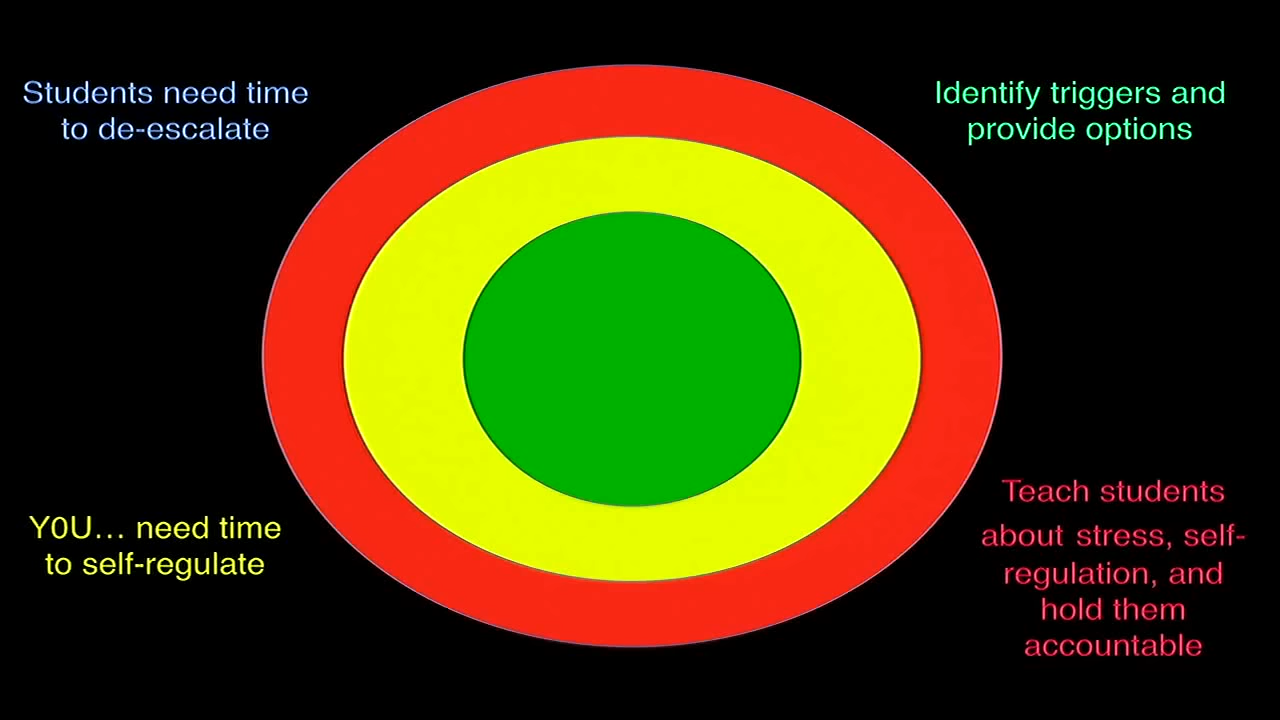 Students need time
to de-escalate
Identify triggers and
provide options
Y0U... need time
to self-regulate
Teach students
about stress, self-
regulation, and
hold them
accountable